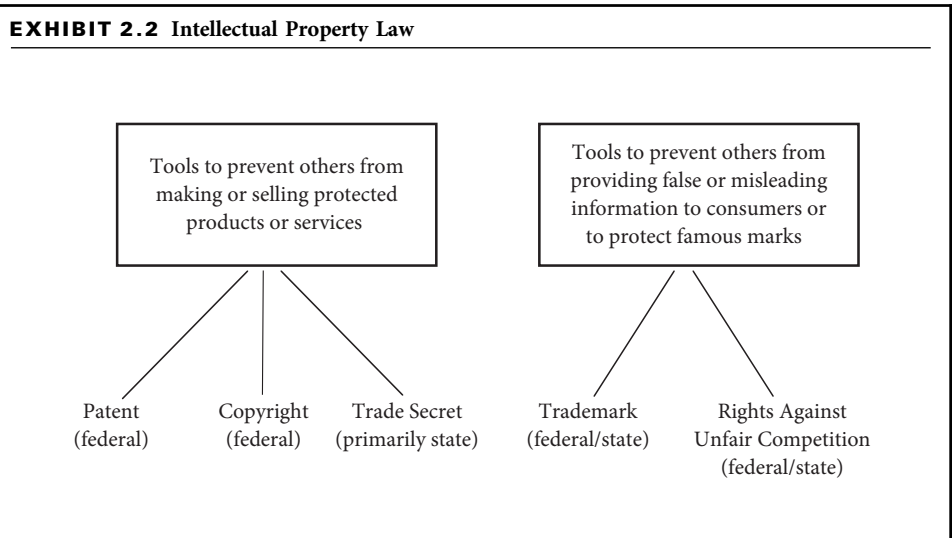 EXHIBIT 2.2 Intellectual Property Law
Tools to prevent others from
making or selling protected
products or services
Tools to prevent others from
providing false or misleading
information to consumers or
to protect famous marks
Patent
(federal)
Copyright
(federal)
Trade Secret
(primarily state)
Trademark
(federal/state)
Rights Against
Unfair Competition
(federal/state)